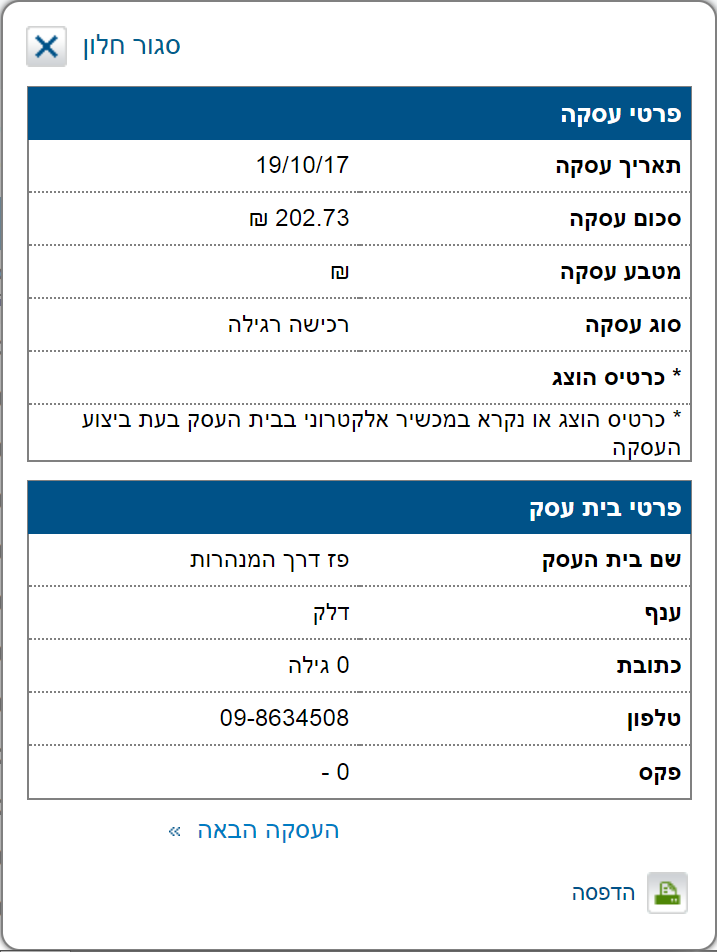 סגור חלון
פרטי עסקה
תאריך עסקה 19/10/17
סכום עסקה 202.73 ₪
מטבע עסקה ₪
סוג עסקה רכישה רגילה
* כרטיס הוצג
* כרטיס הוצג או נקרא במכשיר אלקטרוני בבית העסק בעת ביצוע
העסקה
פרטי בית עסק
שם בית העסק פז דרך המנהרות
ענף דלק
כתובת 0 גילה
טלפון 09-8634508
פקס 0 -
העסקה הבאה »
הדפסה